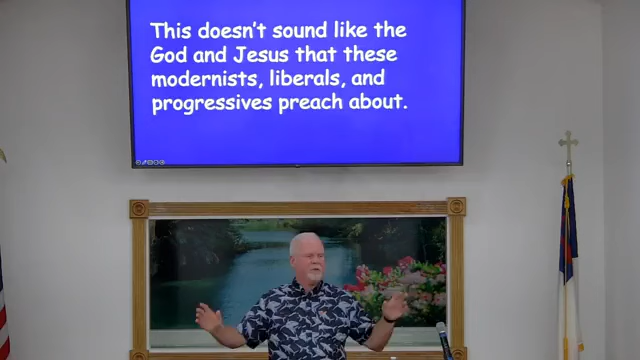 This doesn't sound like the
God and Jesus that these
modernists, liberals, and
progressives preach about.